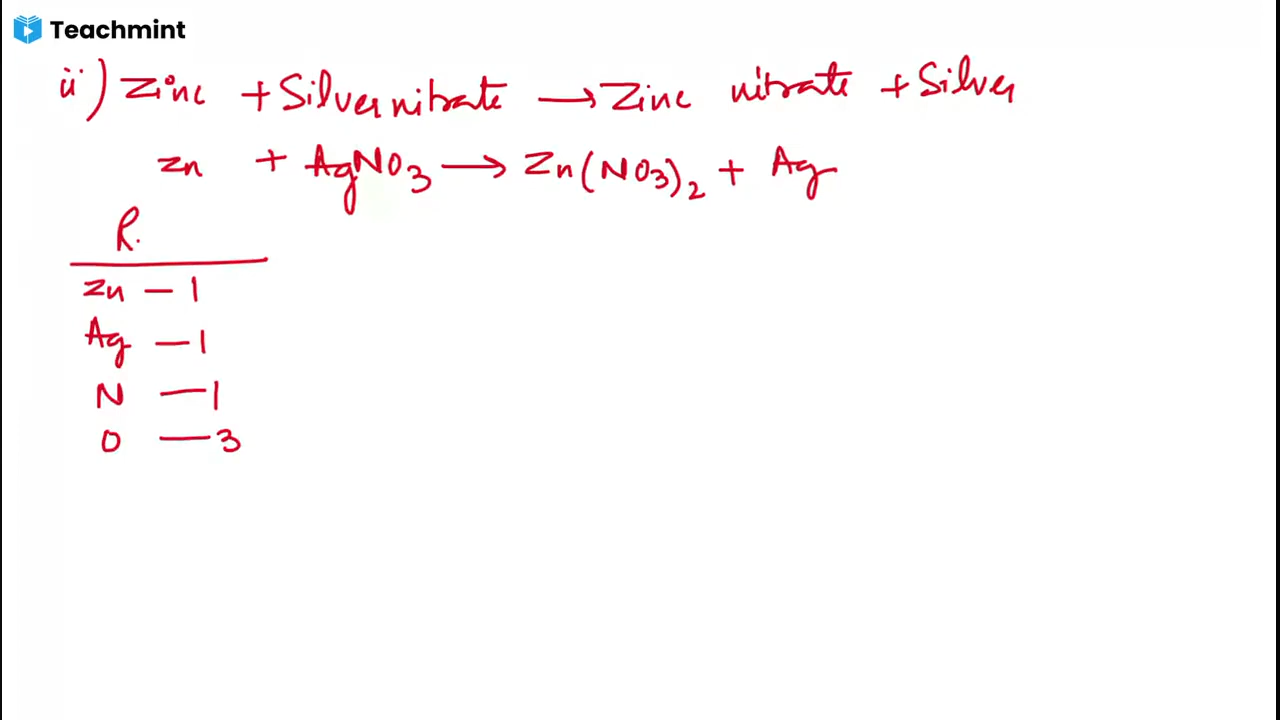 Teachmint
ii) Zinc + Silver nitrate → Zinc nitrate + Silver
Zn + AgNO3 → Zn(NO3)2 + Ag
R.
Zn — 1
Ag — 1
N — 1
O — 3